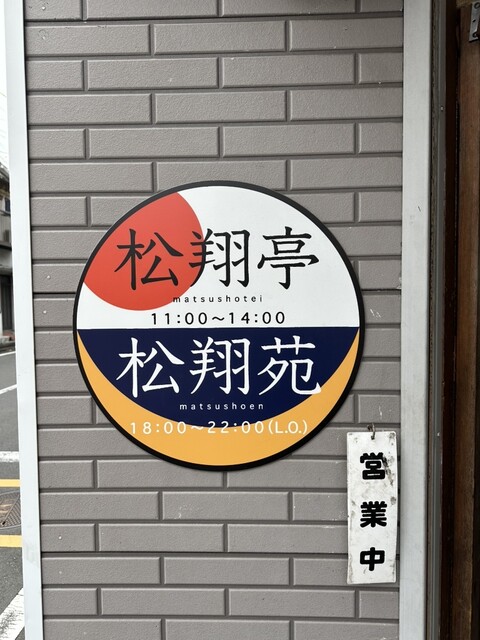 松翔亭
matsushotei
11:00～14:00
松翔苑
matsushoen
18:00～22:00(L.O.)
営業中